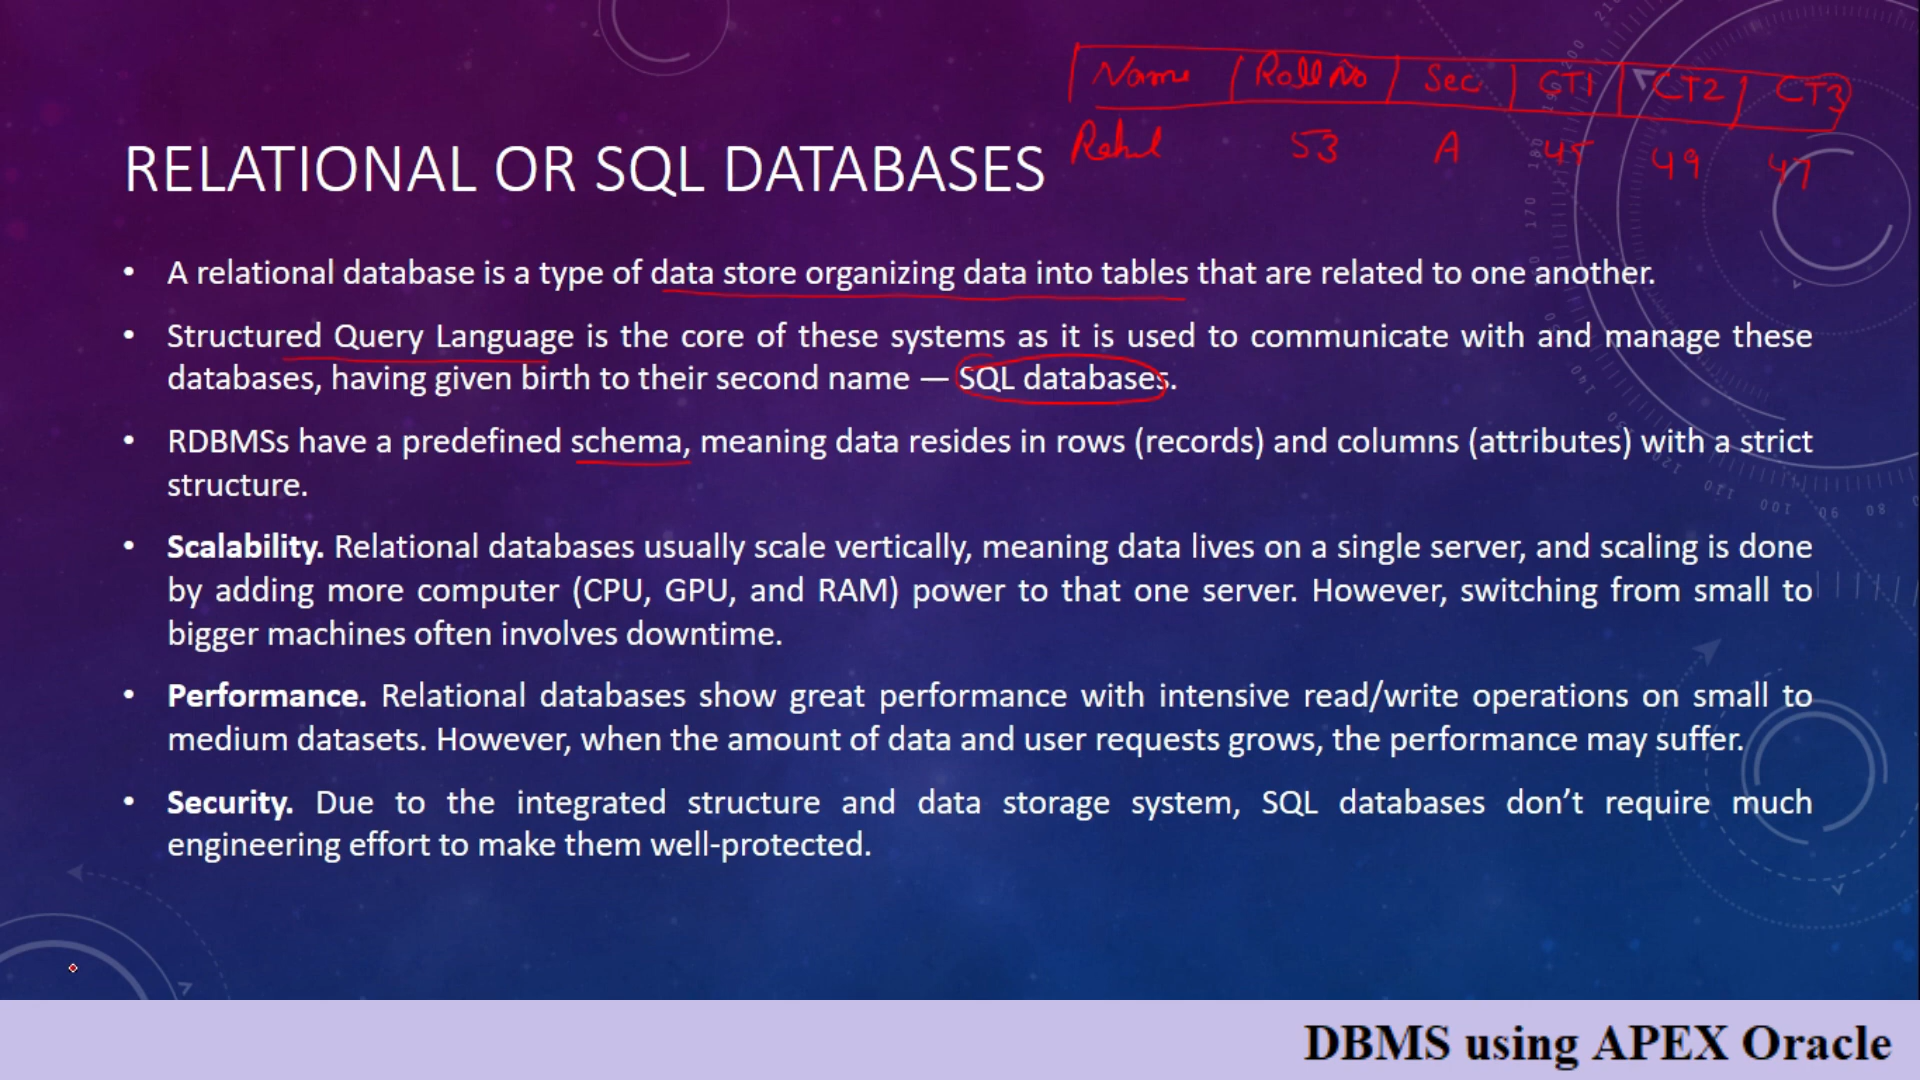 Name Roll No Sec CT1 CT2 CT3
53 A 45 49 47
RELATIONAL OR SQL DATABASES
• A relational database is a type of data store organizing data into tables that are related to one another.
• Structured Query Language is the core of these systems as it is used to communicate with and manage these
databases, having given birth to their second name — SQL databases.
• RDBMSs have a predefined schema, meaning data resides in rows (records) and columns (attributes) with a strict
structure.
• Scalability. Relational databases usually scale vertically, meaning data lives on a single server, and scaling is done
by adding more computer (CPU, GPU, and RAM) power to that one server. However, switching from small to
bigger machines often involves downtime.
• Performance. Relational databases show great performance with intensive read/write operations on small to
medium datasets. However, when the amount of data and user requests grows, the performance may suffer.
• Security. Due to the integrated structure and data storage system, SQL databases don’t require much
engineering effort to make them well-protected.
DBMS using APEX Oracle